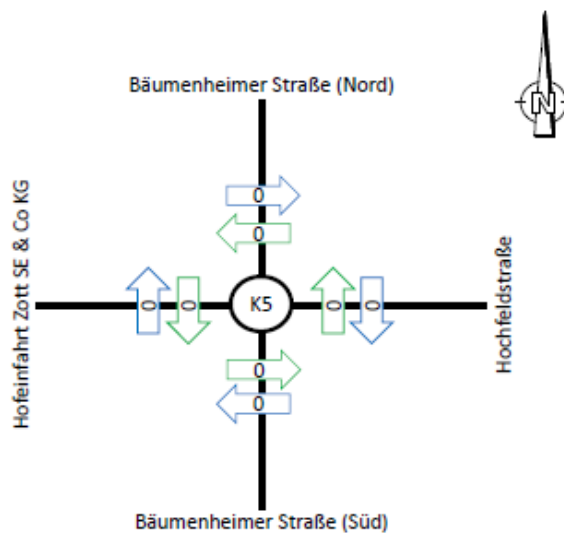 Bäumenheimer Straße (Nord)
N
0
0
Hofeinfahrt Zott SE & Co KG
0
0
K5
0
0
Hochfeldstraße
0
0
Bäumenheimer Straße (Süd)